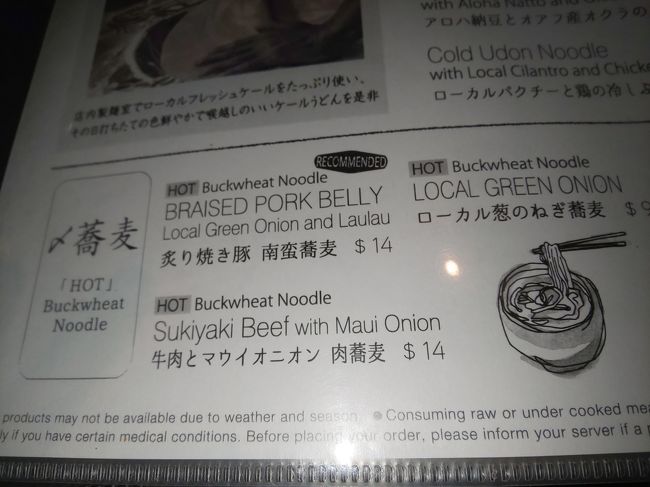 with Aloha Natto and
アロハ納豆とオアフ産オクラの
Cold Udon Noodle
with Local Cilantro and Chicke
ローカルパクチーと鶏の冷し
店内製麺室でローカルフレッシュケールをたっぷり使い、
その日打ちたての色鮮やかで喉越しのいいケールうどんを是非
〆蕎麦
「HOT」
Buckwheat
Noodle
RECOMMENDED
HOT Buckwheat Noodle
BRAISED PORK BELLY
Local Green Onion and Laulau
炙り焼き豚 南蛮蕎麦 $14
HOT Buckwheat Noodle
Sukiyaki Beef with Maui Onion
牛肉とマウイオニオン 肉蕎麦 $14
HOT Buckwheat Noodle
LOCAL GREEN ONION
ローカル葱のねぎ蕎麦 $9
products may not be available due to weather and season. ● Consuming raw or under cooked mea
ly if you have certain medical conditions. Before placing your order, please inform your server if a